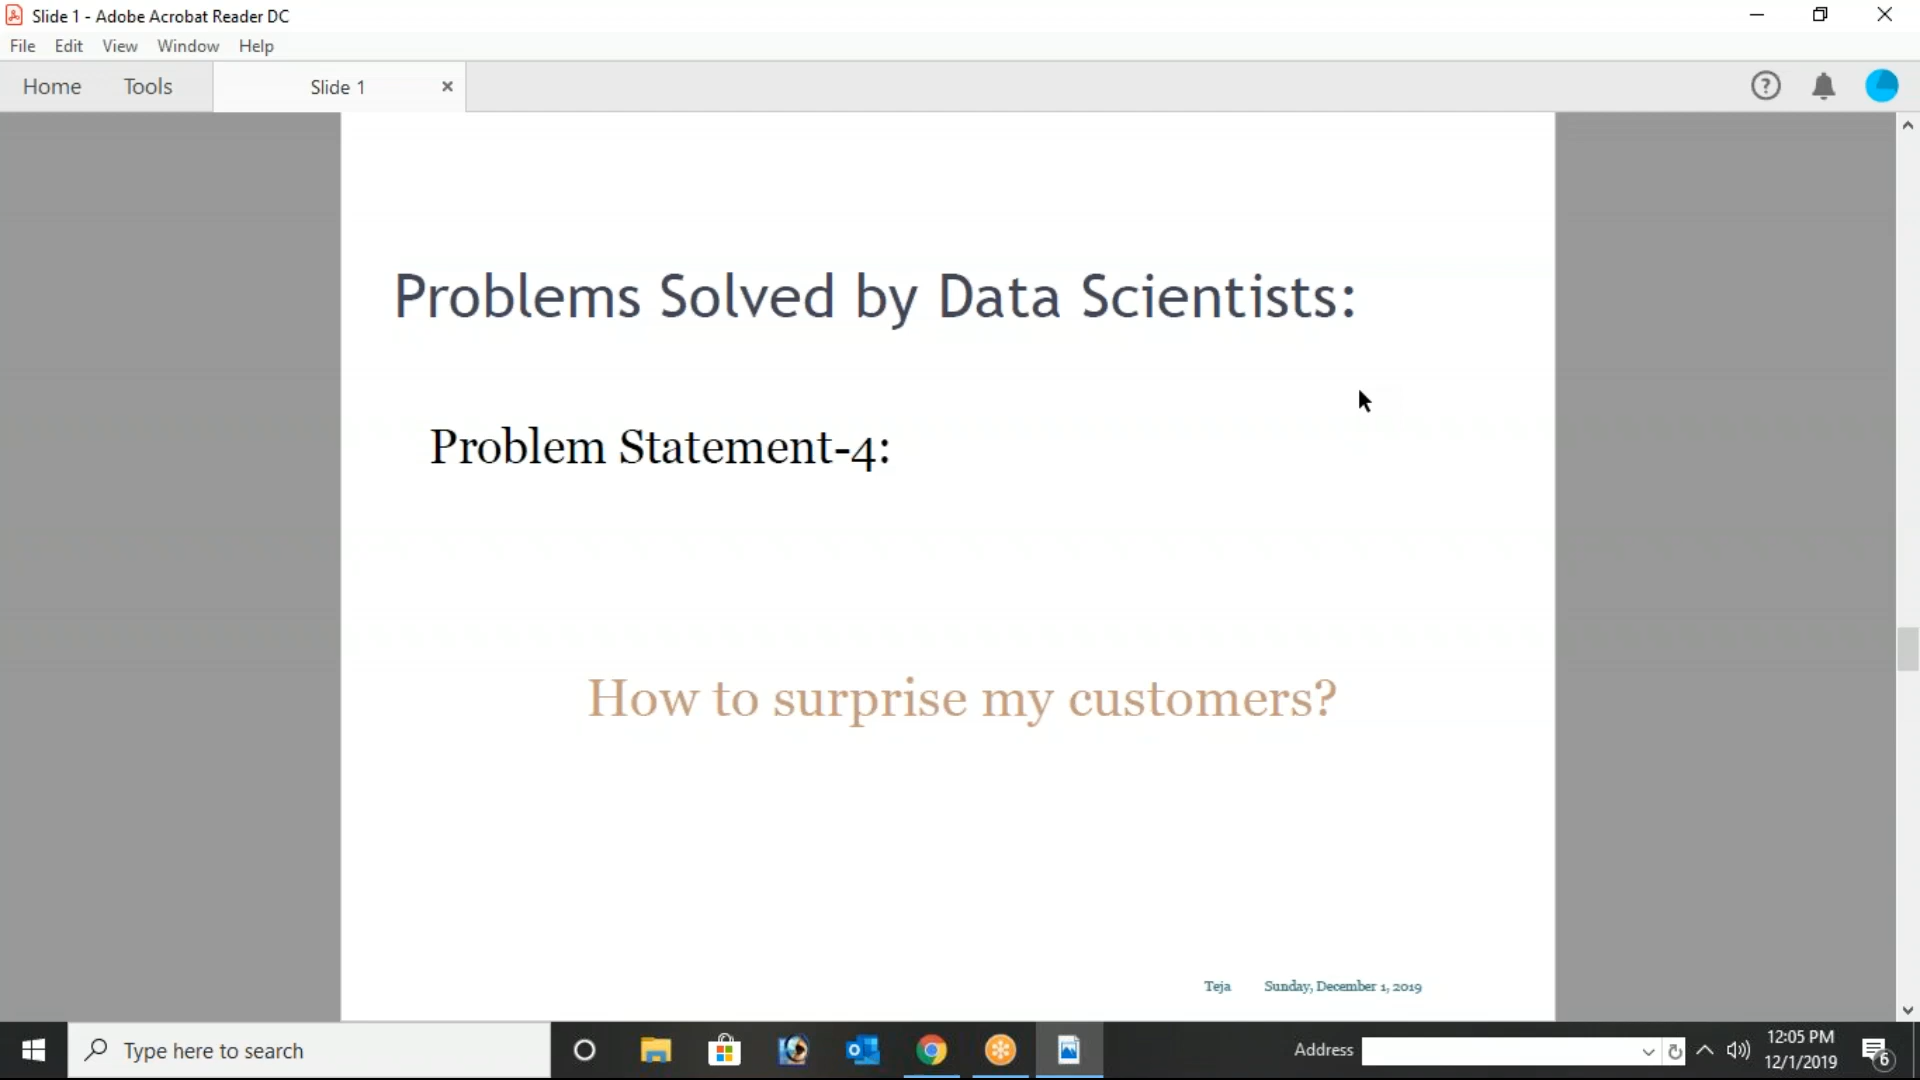 Slide 1 - Adobe Acrobat Reader DC
File Edit View Window Help
Home Tools Slide 1
Problems Solved by Data Scientists:
Problem Statement-4:
How to surprise my customers?
Teja Sunday, December 1, 2019
Type here to search
Address
12:05 PM
12/1/2019
6